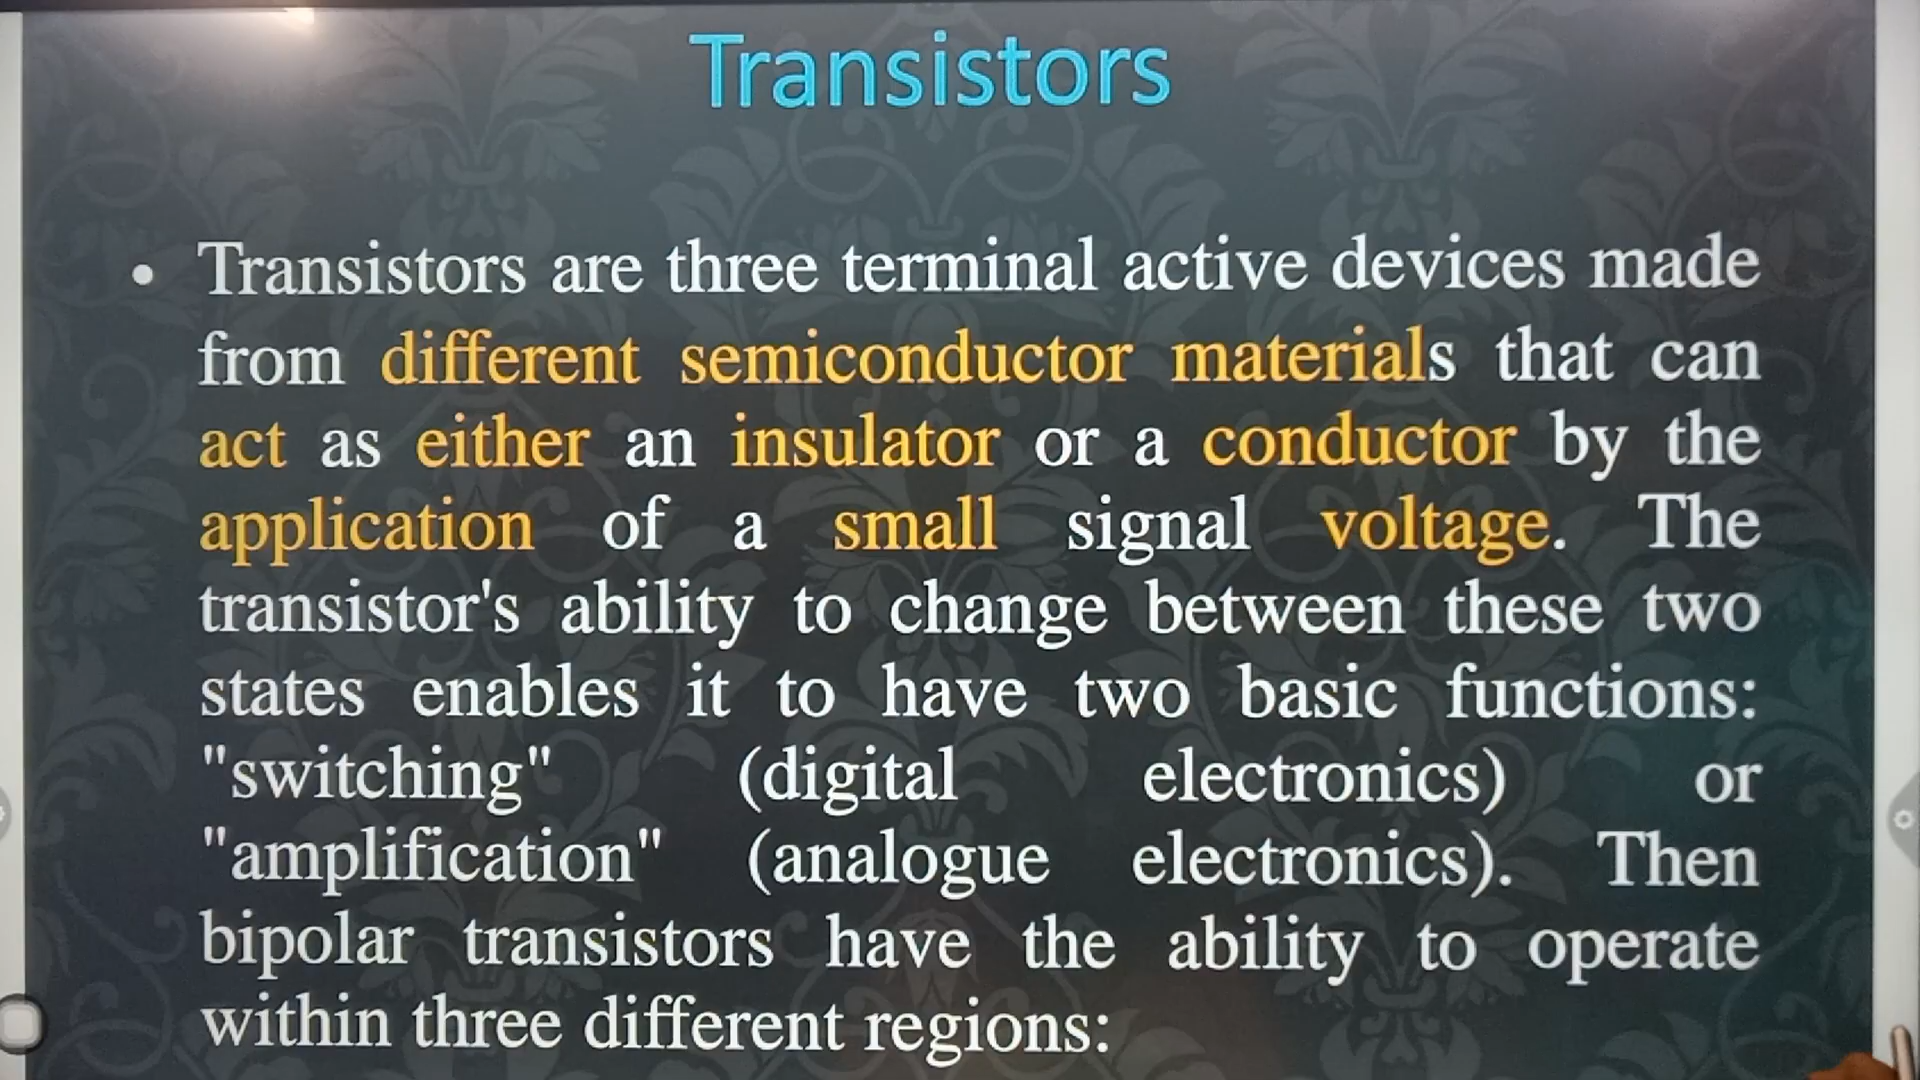 Transistors
• Transistors are three terminal active devices made
from different semiconductor materials that can
act as either an insulator or a conductor by the
application of a small signal voltage. The
transistor's ability to change between these two
states enables it to have two basic functions:
"switching" (digital electronics) or
"amplification" (analogue electronics). Then
bipolar transistors have the ability to operate
within three different regions: